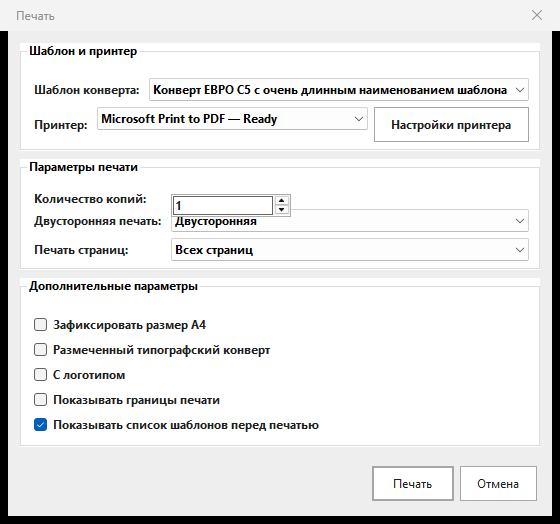 Печать
Шаблон и принтер
Шаблон конверта: Конверт ЕВРО C5 с очень длинным наименованием шаблона
Принтер: Microsoft Print to PDF — Ready Настройки принтера
Параметры печати
Количество копий: 1
Двусторонняя печать: Двусторонняя
Печать страниц: Всех страниц
Дополнительные параметры
Зафиксировать размер А4
Размеченный типографский конверт
С логотипом
Показывать границы печати
Показывать список шаблонов перед печатью
Печать Отмена